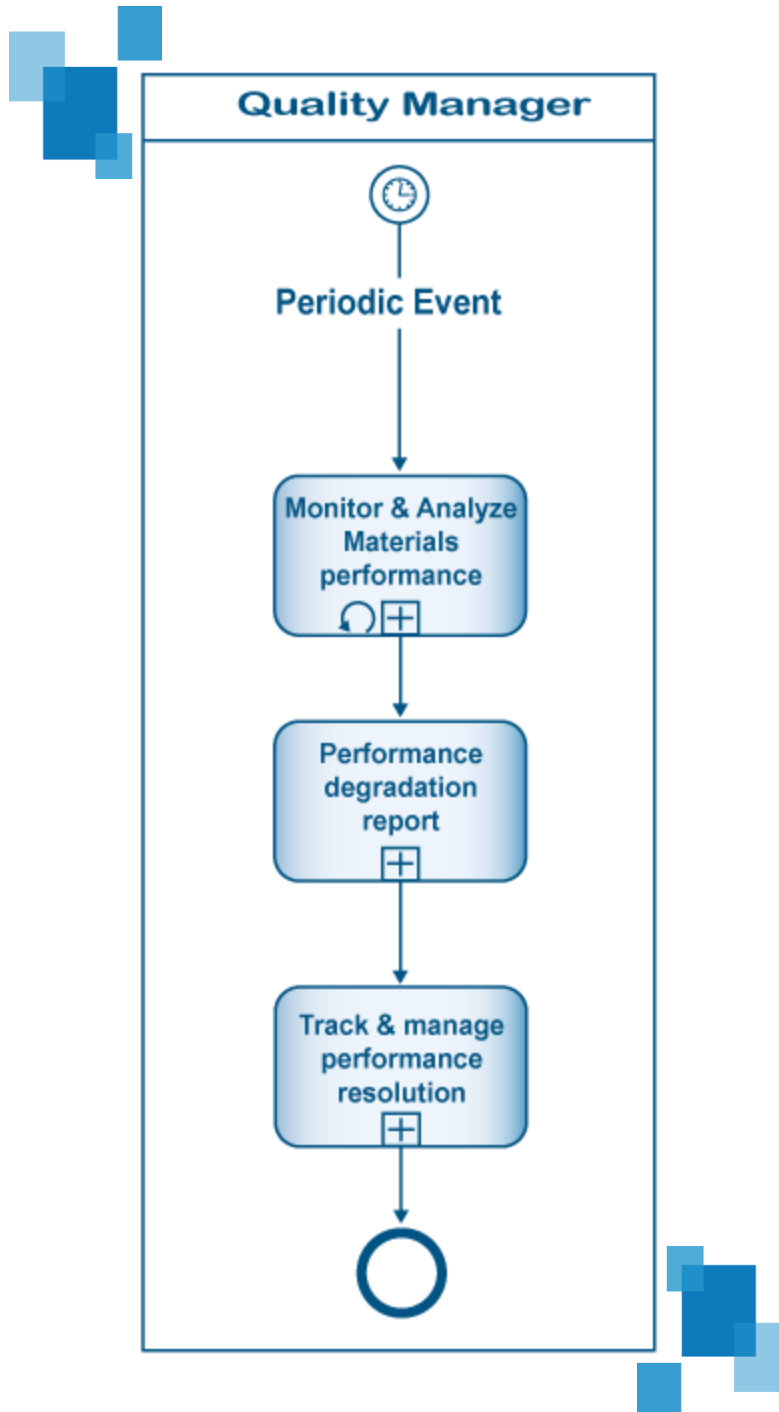 Quality Manager
Periodic Event
Monitor & Analyze
Materials
performance
Performance
degradation
report
Track & manage
performance
resolution